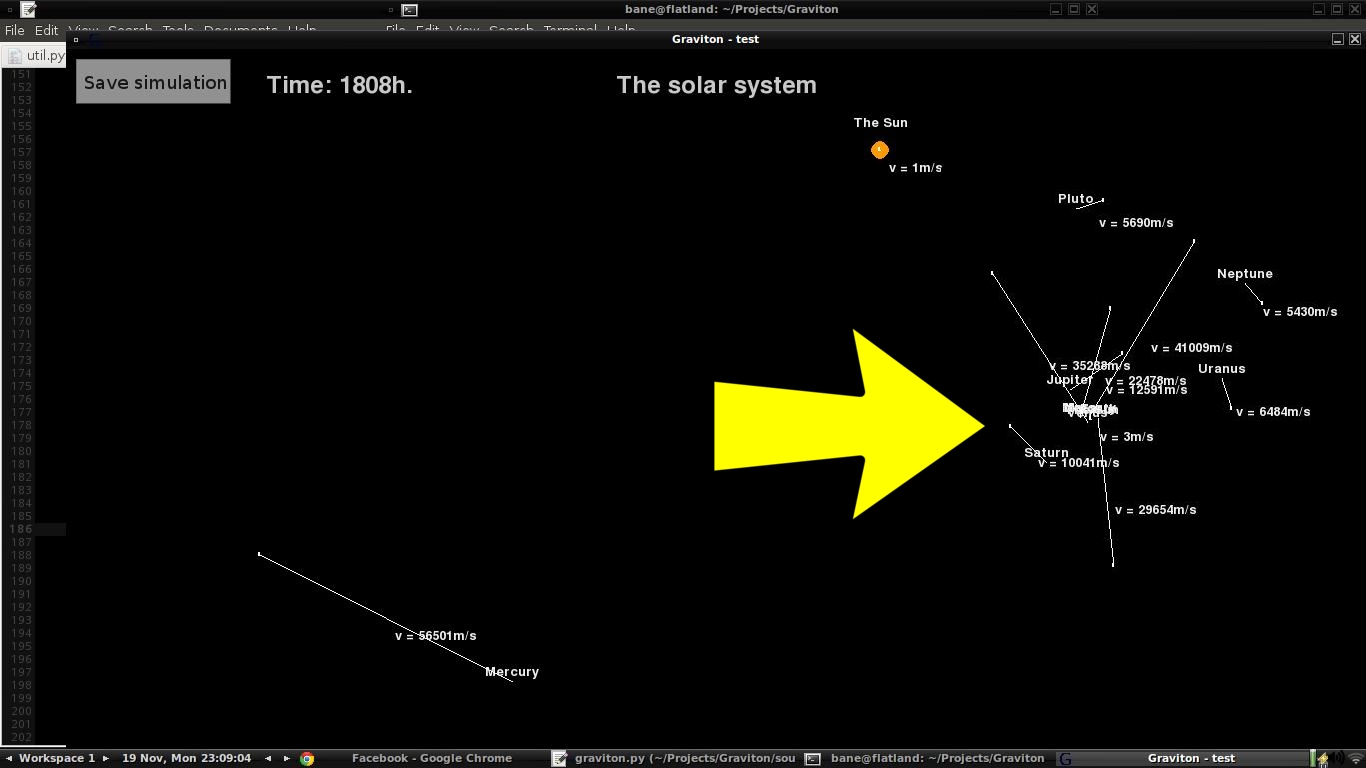 bane@flatland: ~/Projects/Graviton
File Edit View Search Tools Documents Help
File Edit View Search Terminal Help
Graviton - test
util.py
Save simulation
Time: 1808h.
The solar system
151
152
153
154
155
156
157
158
159
160
161
162
163
164
165
166
167
168
169
170
171
172
173
174
175
176
177
178
179
180
181
182
183
184
185
186
187
188
189
190
191
192
193
194
195
196
197
198
199
200
201
202
The Sun
v = 1m/s
Pluto
v = 5690m/s
Neptune
v = 5430m/s
v = 41009m/s
v = 35288m/s
Uranus
Jupiter
v = 22478m/s
v = 12591m/s
v = 6484m/s
v = 3m/s
Saturn
v = 10041m/s
v = 29654m/s
v = 56501m/s
Mercury
Workspace 1
19 Nov, Mon 23:09:04
Facebook - Google Chrome
graviton.py (~/Projects/Graviton/sou
bane@flatland: ~/Projects/Graviton
G
Graviton - test